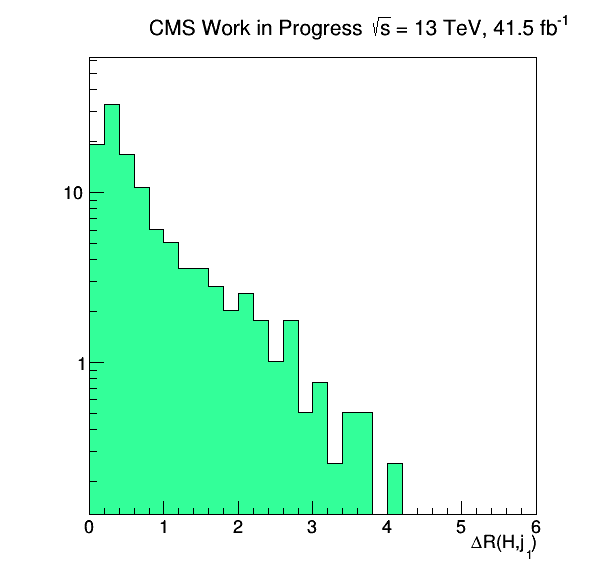 CMS Work in Progress √s = 13 TeV, 41.5 fb⁻¹
10
1
0 1 2 3 4 5 6
ΔR(H,j₁)